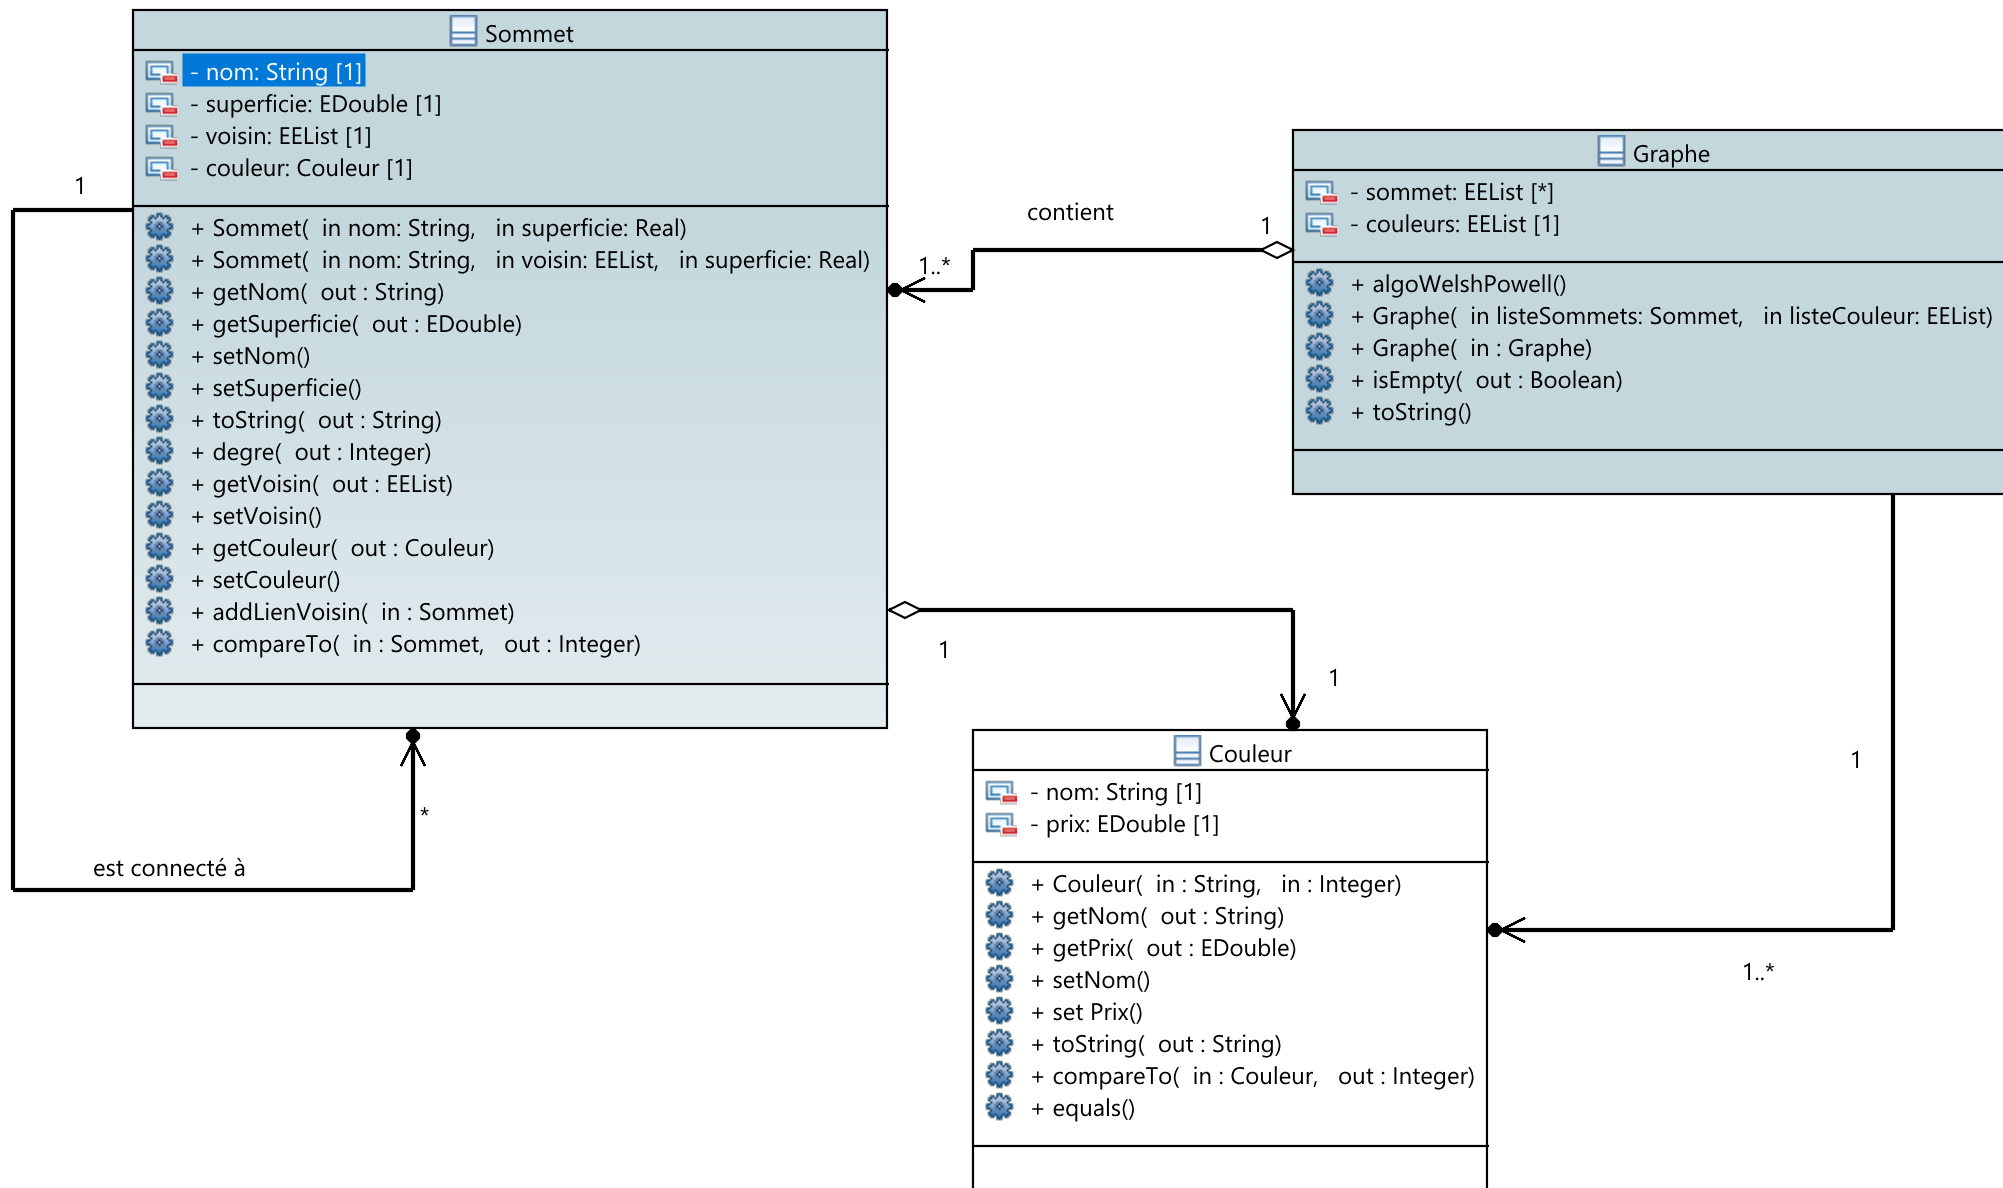 Sommet
- nom: String [1]
- superficie: EDouble [1]
- voisin: EEList [1]
- couleur: Couleur [1]
+ Sommet( in nom: String, in superficie: Real)
+ Sommet( in nom: String, in voisin: EEList, in superficie: Real)
+ getNom( out : String)
+ getSuperficie( out : EDouble)
+ setNom()
+ setSuperficie()
+ toString( out : String)
+ degre( out : Integer)
+ getVoisin( out : EEList)
+ setVoisin()
+ getCouleur( out : Couleur)
+ setCouleur()
+ addLienVoisin( in : Sommet)
+ compareTo( in : Sommet, out : Integer)
1
est connecté à
*
contient
1
1..*
Graphe
- sommet: EEList [*]
- couleurs: EEList [1]
+ algoWelshPowell()
+ Graphe( in listeSommets: Sommet, in listeCouleur: EEList)
+ Graphe( in : Graphe)
+ isEmpty( out : Boolean)
+ toString()
1
1
1
1..*
Couleur
- nom: String [1]
- prix: EDouble [1]
+ Couleur( in : String, in : Integer)
+ getNom( out : String)
+ getPrix( out : EDouble)
+ setNom()
+ set Prix()
+ toString( out : String)
+ compareTo( in : Couleur, out : Integer)
+ equals()